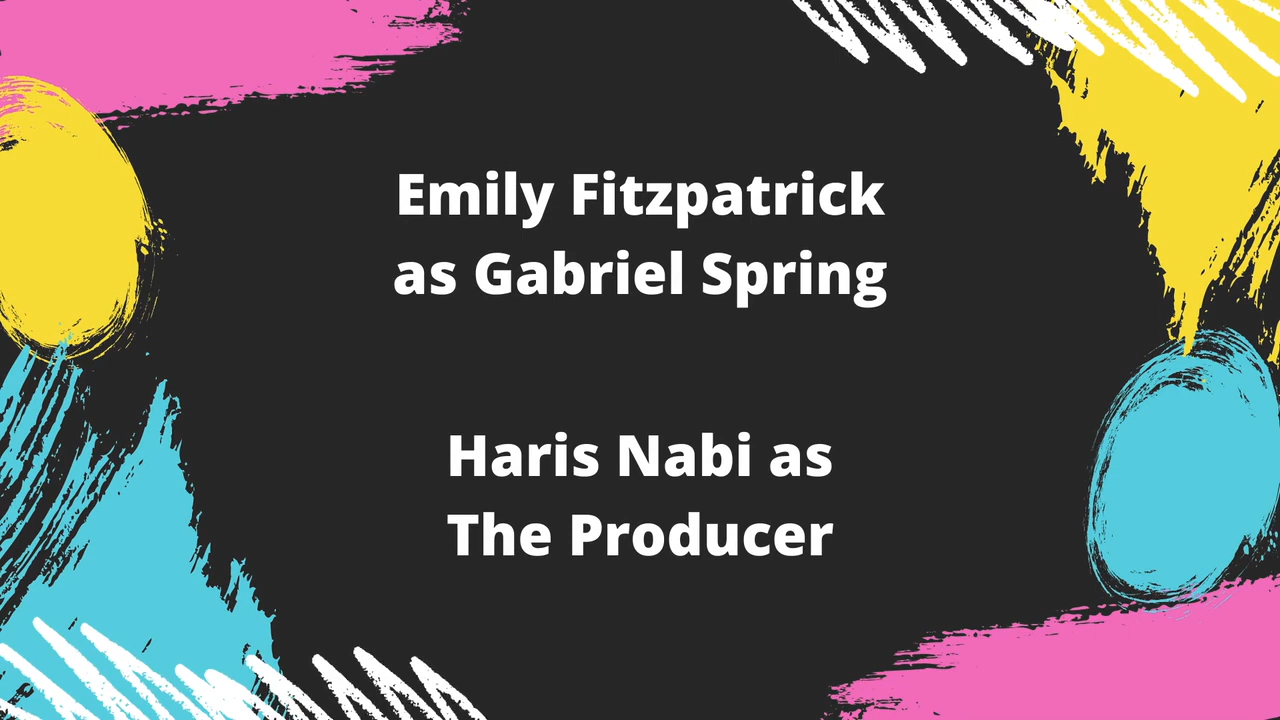 Emily Fitzpatrick
as Gabriel Spring
Haris Nabi as
The Producer